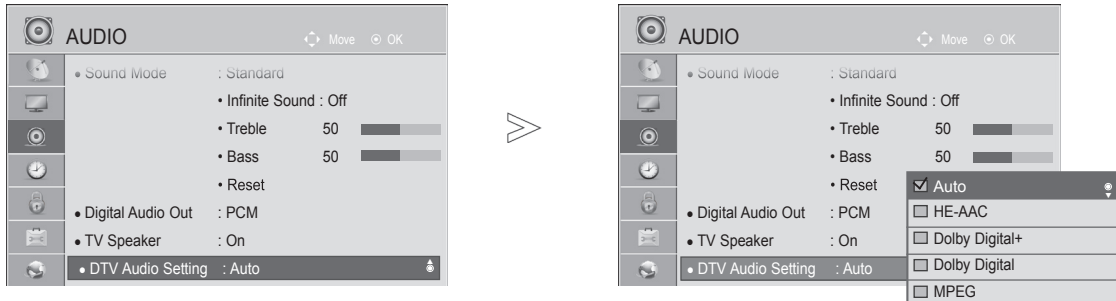 AUDIO
Move OK
• Sound Mode : Standard
• Infinite Sound : Off
• Treble 50
• Bass 50
• Reset
• Digital Audio Out : PCM
• TV Speaker : On
• DTV Audio Setting : Auto
AUDIO
Move OK
• Sound Mode : Standard
• Infinite Sound : Off
• Treble 50
• Bass 50
• Reset
• Digital Audio Out : PCM
• TV Speaker : On
• DTV Audio Setting : Auto
Auto
HE-AAC
Dolby Digital+
Dolby Digital
MPEG